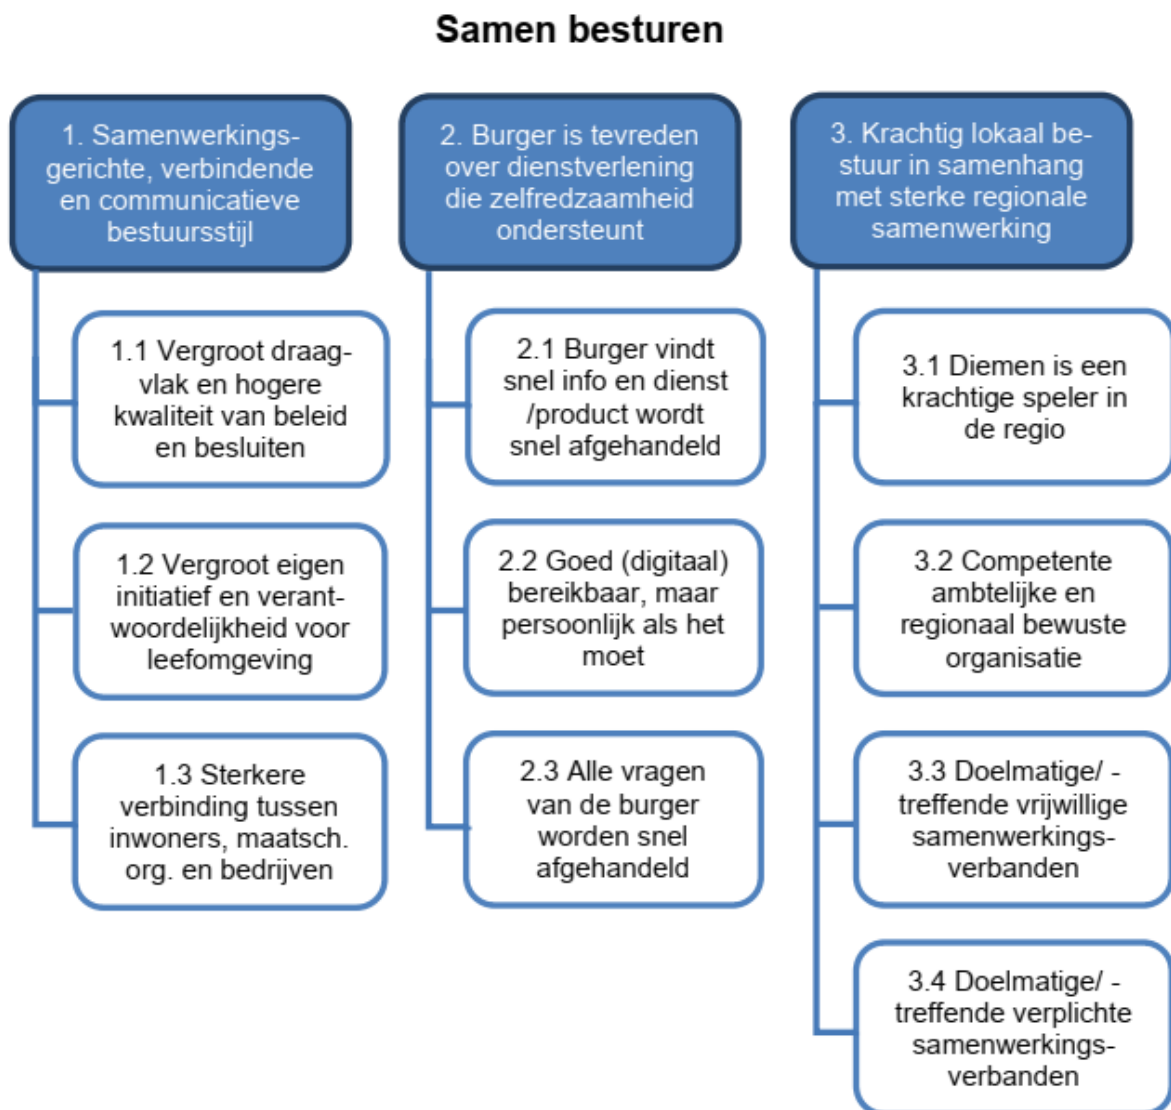 Samen besturen
1. Samenwerkings-
gerichte, verbindende
en communicatieve
bestuursstijl
1.1 Vergroot draag-
vlak en hogere
kwaliteit van beleid
en besluiten
1.2 Vergroot eigen
initiatief en verant-
woordelijkheid voor
leefomgeving
1.3 Sterkere
verbinding tussen
inwoners, maatsch.
org. en bedrijven
2. Burger is tevreden
over dienstverlening
die zelfredzaamheid
ondersteunt
2.1 Burger vindt
snel info en dienst
/product wordt
snel afgehandeld
2.2 Goed (digitaal)
bereikbaar, maar
persoonlijk als het
moet
2.3 Alle vragen
van de burger
worden snel
afgehandeld
3. Krachtig lokaal be-
stuur in samenhang
met sterke regionale
samenwerking
3.1 Diemen is een
krachtige speler in
de regio
3.2 Competente
ambtelijke en
regionaal bewuste
organisatie
3.3 Doelmatige/ -
treffende vrijwillige
samenwerkings-
verbanden
3.4 Doelmatige/ -
treffende verplichte
samenwerkings-
verbanden